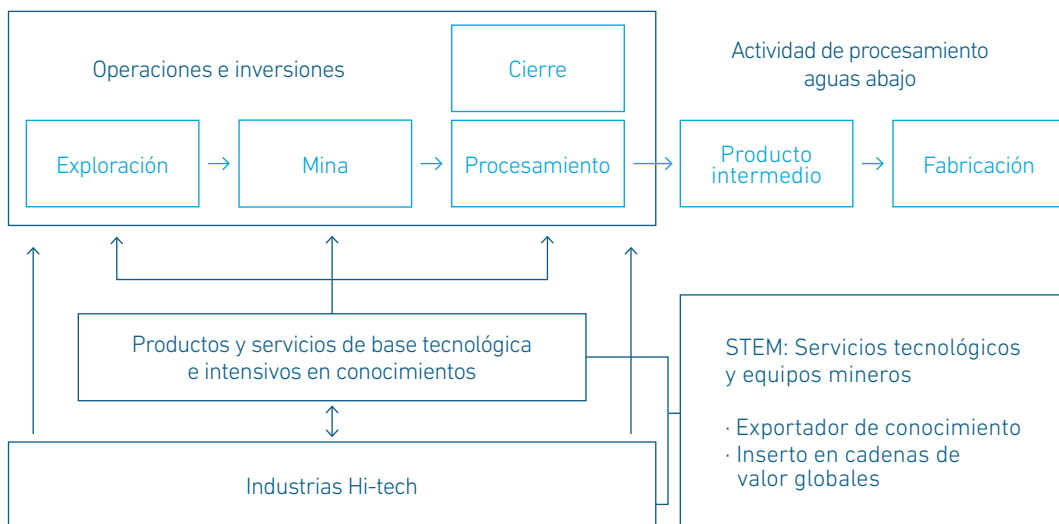 Operaciones e inversiones
Cierre
Actividad de procesamiento
aguas abajo
Exploración
Mina
Procesamiento
Producto
intermedio
Fabricación
Productos y servicios de base tecnológica
e intensivos en conocimientos
STEM: Servicios tecnológicos
y equipos mineros
· Exportador de conocimiento
· Inserto en cadenas de
valor globales
Industrias Hi-tech